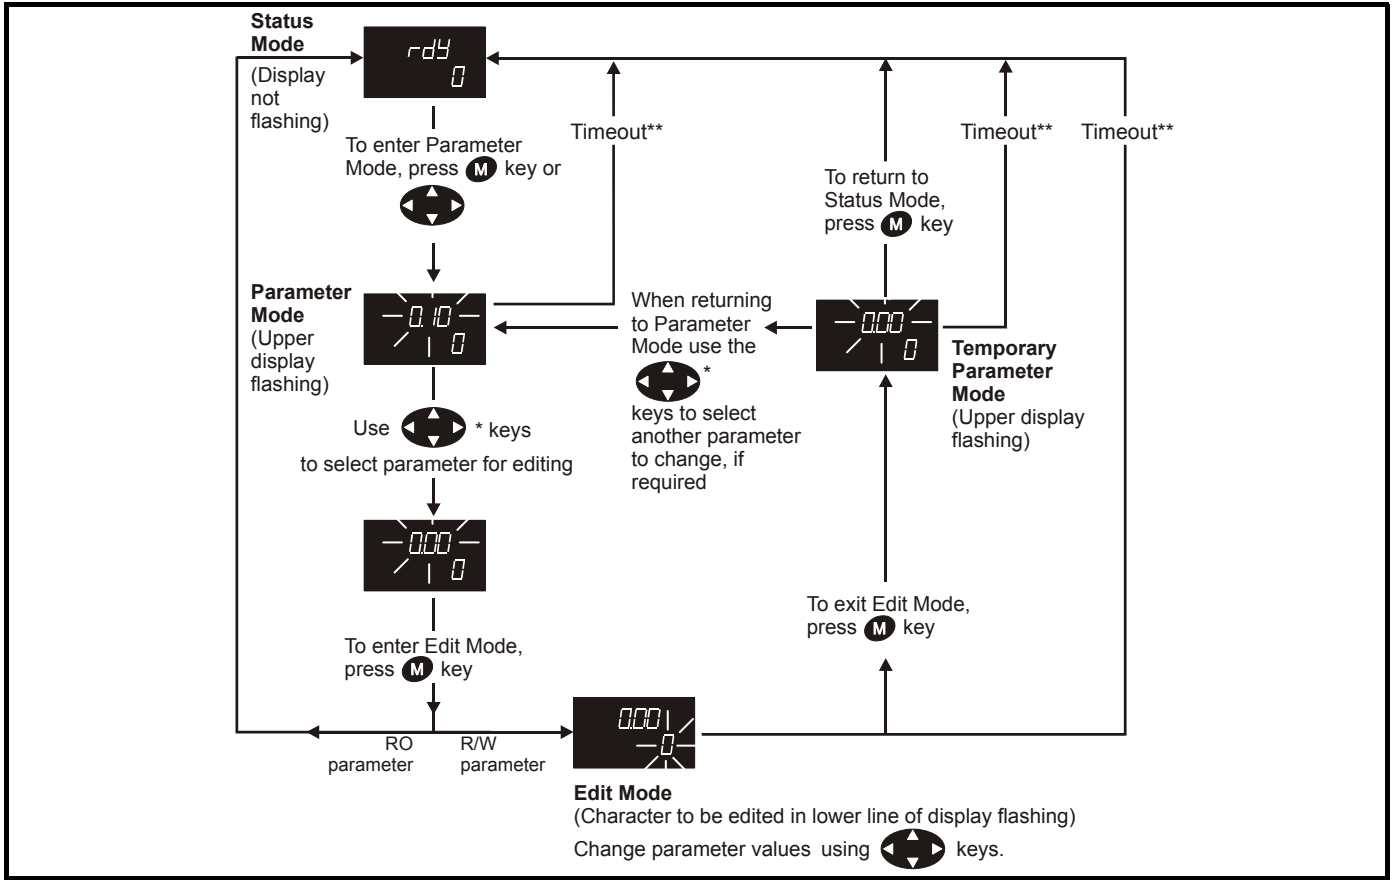 Status
Mode
(Display
not
flashing)
rdY
0
To enter Parameter
Mode, press M key or
Timeout**
Timeout**
Timeout**
To return to
Status Mode,
press M key
Parameter
Mode
(Upper
display
flashing)
0.10
0
When returning
to Parameter
Mode use the
*
keys to select
another parameter
to change, if
required
0.00
0
Temporary
Parameter
Mode
(Upper display
flashing)
Use * keys
to select parameter for editing
0.00
0
To enter Edit Mode,
press M key
To exit Edit Mode,
press M key
RO
parameter
R/W
parameter
0.00
0
Edit Mode
(Character to be edited in lower line of display flashing)
Change parameter values using keys.